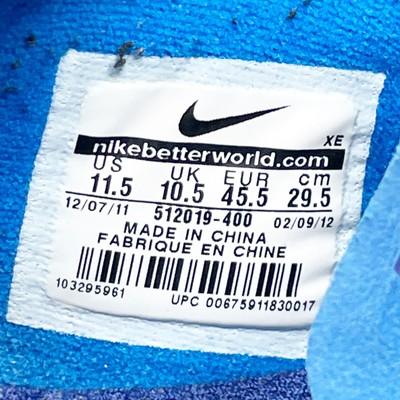 XE
nikebetterworld.com
US UK EUR cm
11.5 10.5 45.5 29.5
12/07/11 512019-400 02/09/12
MADE IN CHINA
FABRIQUE EN CHINE
103295961 UPC 00675911830017